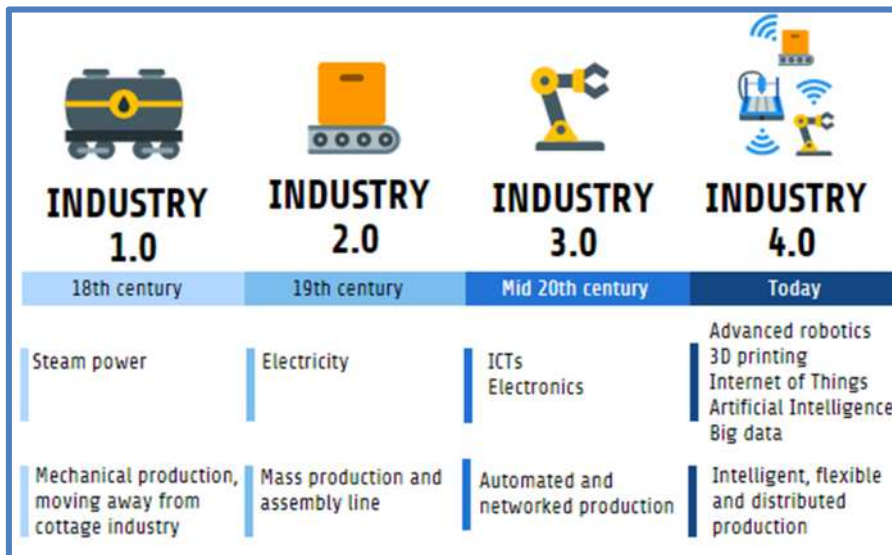 INDUSTRY
1.0
INDUSTRY
2.0
INDUSTRY
3.0
INDUSTRY
4.0
18th century
19th century
Mid 20th century
Today
Steam power
Electricity
ICTs
Electronics
Advanced robotics
3D printing
Internet of Things
Artificial Intelligence
Big data
Mechanical production,
moving away from
cottage industry
Mass production and
assembly line
Automated and
networked production
Intelligent, flexible
and distributed
production